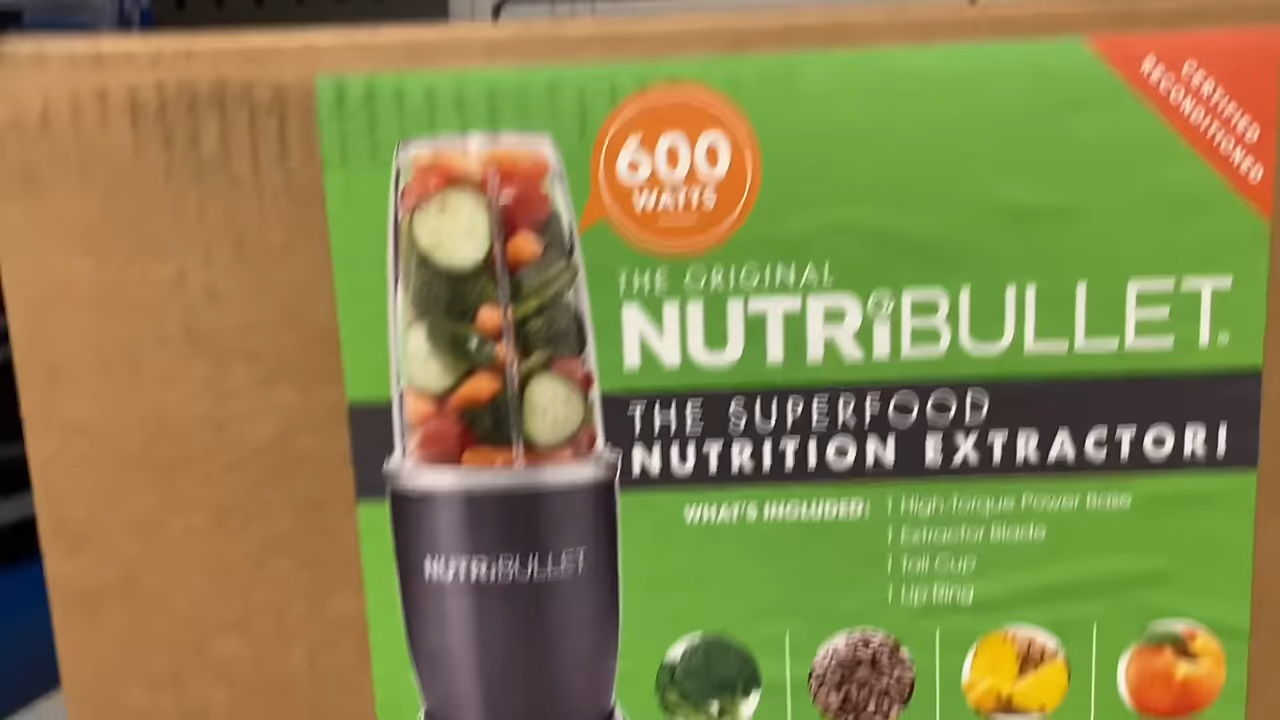 CERTIFIED
RECONDITIONED
600
WATTS
THE ORIGINAL
NUTRiBULLET
THE SUPERFOOD
NUTRITION EXTRACTOR!
WHAT'S INCLUDED: 1 High-Torque Power Base
1 Extractor Blade
1 Tall Cup
1 Lip Ring
NUTRiBULLET